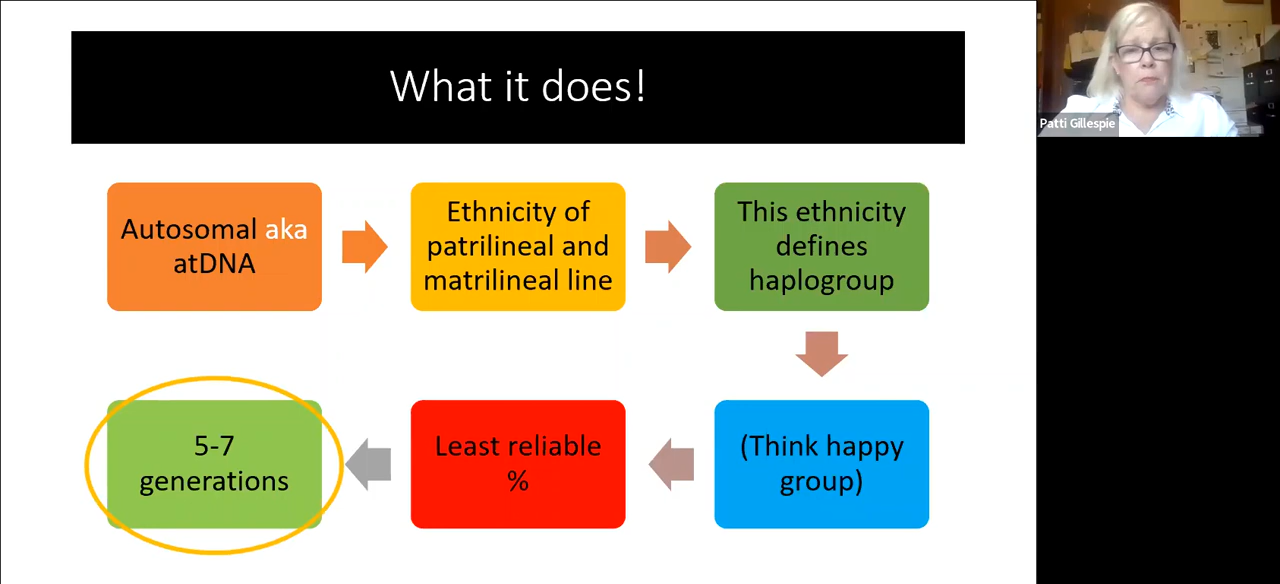 What it does!
Patti Gillespie
Autosomal aka
atDNA
Ethnicity of
patrilineal and
matrilineal line
This ethnicity
defines
haplogroup
(Think happy
group)
Least reliable
%
5-7
generations